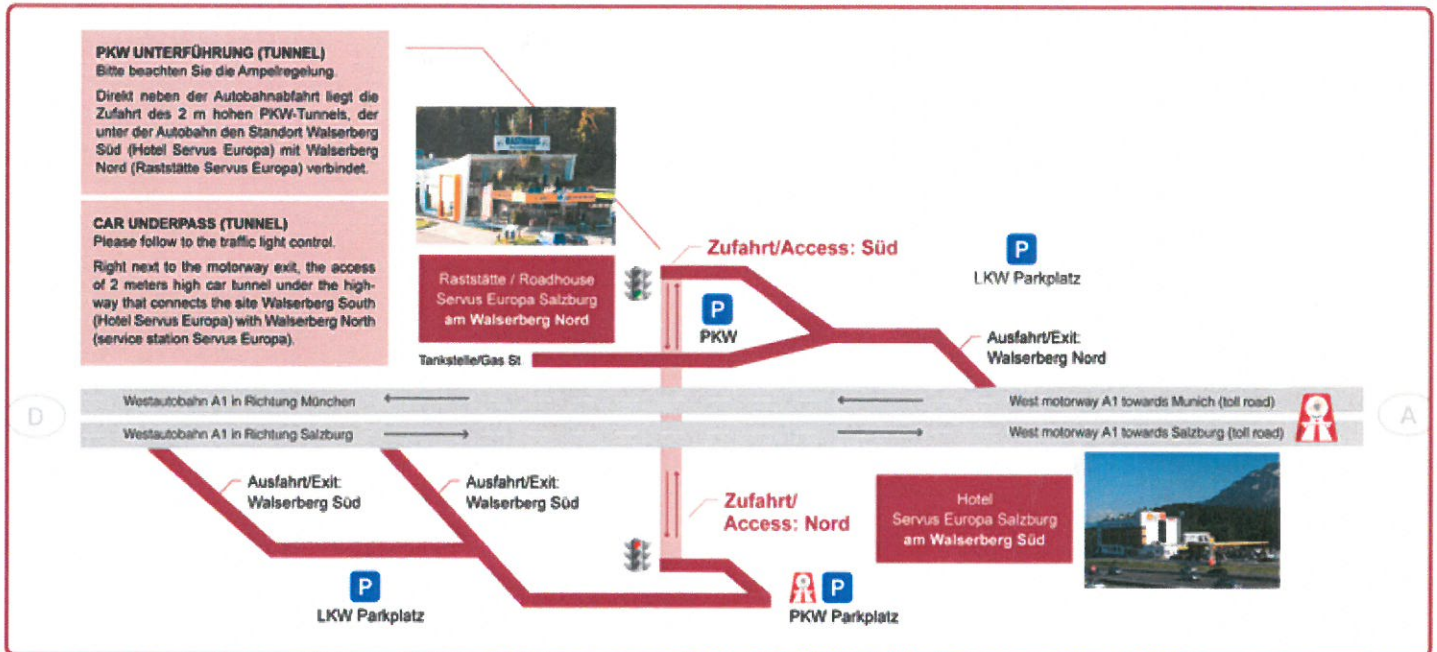 PKW UNTERFÜHRUNG (TUNNEL)
Bitte beachten Sie die Ampelregelung.
Direkt neben der Autobahnabfahrt liegt die
Zufahrt des 2 m hohen PKW-Tunnels, der
unter der Autobahn den Standort Walserberg
Süd (Hotel Servus Europa) mit Walserberg
Nord (Raststätte Servus Europa) verbindet.
CAR UNDERPASS (TUNNEL)
Please follow to the traffic light control.
Right next to the motorway exit, the access
of 2 meters high car tunnel under the high-
way that connects the site Walserberg South
(Hotel Servus Europa) with Walserberg North
(service station Servus Europa).
RASTHAUS
Zufahrt/Access: Süd
P
LKW Parkplatz
Raststätte / Roadhouse
Servus Europa Salzburg
am Walserberg Nord
P
PKW
Ausfahrt/Exit:
Walserberg Nord
Tankstelle/Gas St
D
Westautobahn A1 in Richtung München
West motorway A1 towards Munich (toll road)
A
Westautobahn A1 in Richtung Salzburg
West motorway A1 towards Salzburg (toll road)
Ausfahrt/Exit:
Walserberg Süd
Ausfahrt/Exit:
Walserberg Süd
Zufahrt/
Access: Nord
Hotel
Servus Europa Salzburg
am Walserberg Süd
P
LKW Parkplatz
P
PKW Parkplatz